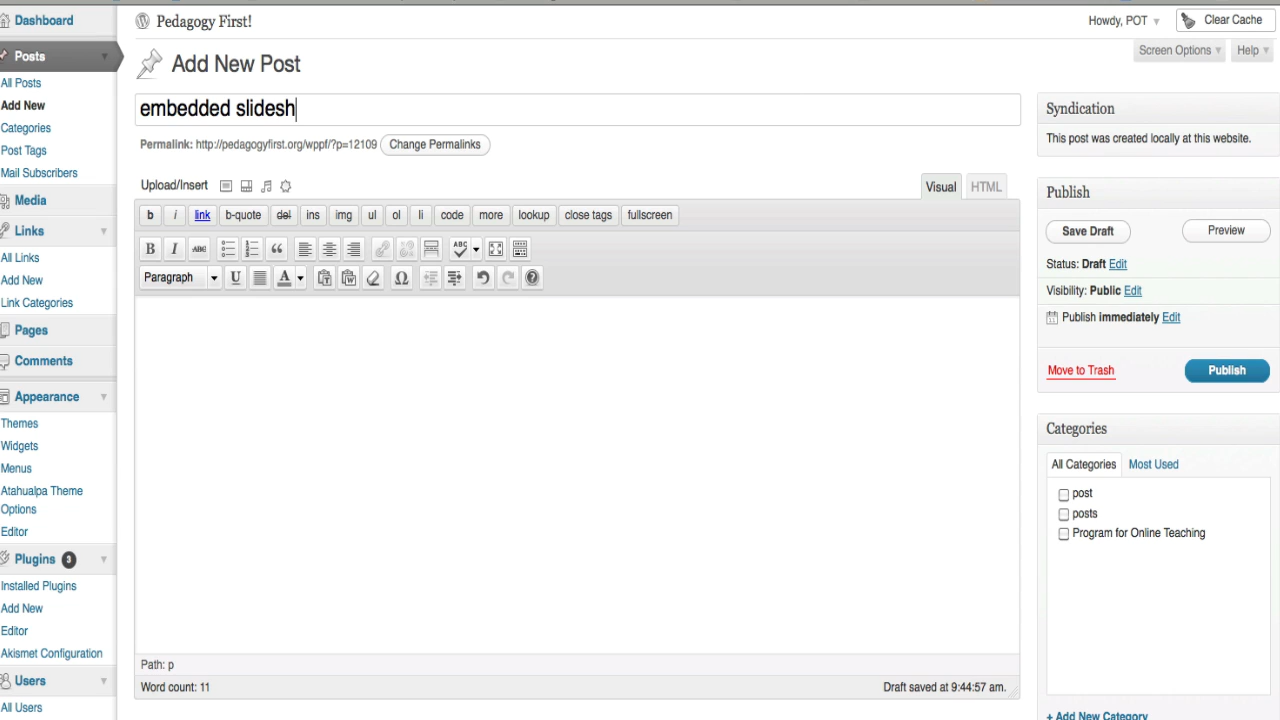 Dashboard
Posts
All Posts
Add New
Categories
Post Tags
Mail Subscribers
Media
Links
All Links
Add New
Link Categories
Pages
Comments
Appearance
Themes
Widgets
Menus
Atahualpa Theme
Options
Editor
Plugins 3
Installed Plugins
Add New
Editor
Akismet Configuration
Users
All Users
Pedagogy First!
Howdy, POT
Clear Cache
Screen Options
Help
Add New Post
embedded slidesh
Permalink: http://pedagogyfirst.org/wppf/?p=12109 Change Permalinks
Upload/Insert
Visual HTML
b i link b-quote del ins img ul ol li code more lookup close tags fullscreen
B I ABC ABC
Paragraph U A Ω
Path: p
Word count: 11
Draft saved at 9:44:57 am.
Syndication
This post was created locally at this website.
Publish
Save Draft Preview
Status: Draft Edit
Visibility: Public Edit
Publish immediately Edit
Move to Trash Publish
Categories
All Categories Most Used
post
posts
Program for Online Teaching
+ Add New Category